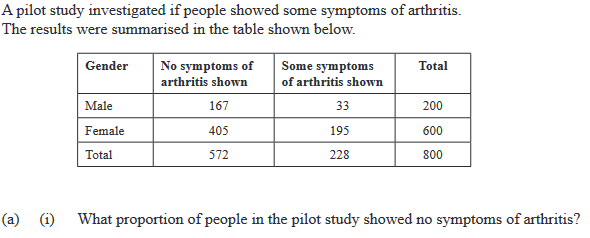 A pilot study investigated if people showed some symptoms of arthritis.
The results were summarised in the table shown below.
Gender No symptoms of arthritis shown Some symptoms of arthritis shown Total
Male 167 33 200
Female 405 195 600
Total 572 228 800
(a) (i) What proportion of people in the pilot study showed no symptoms of arthritis?